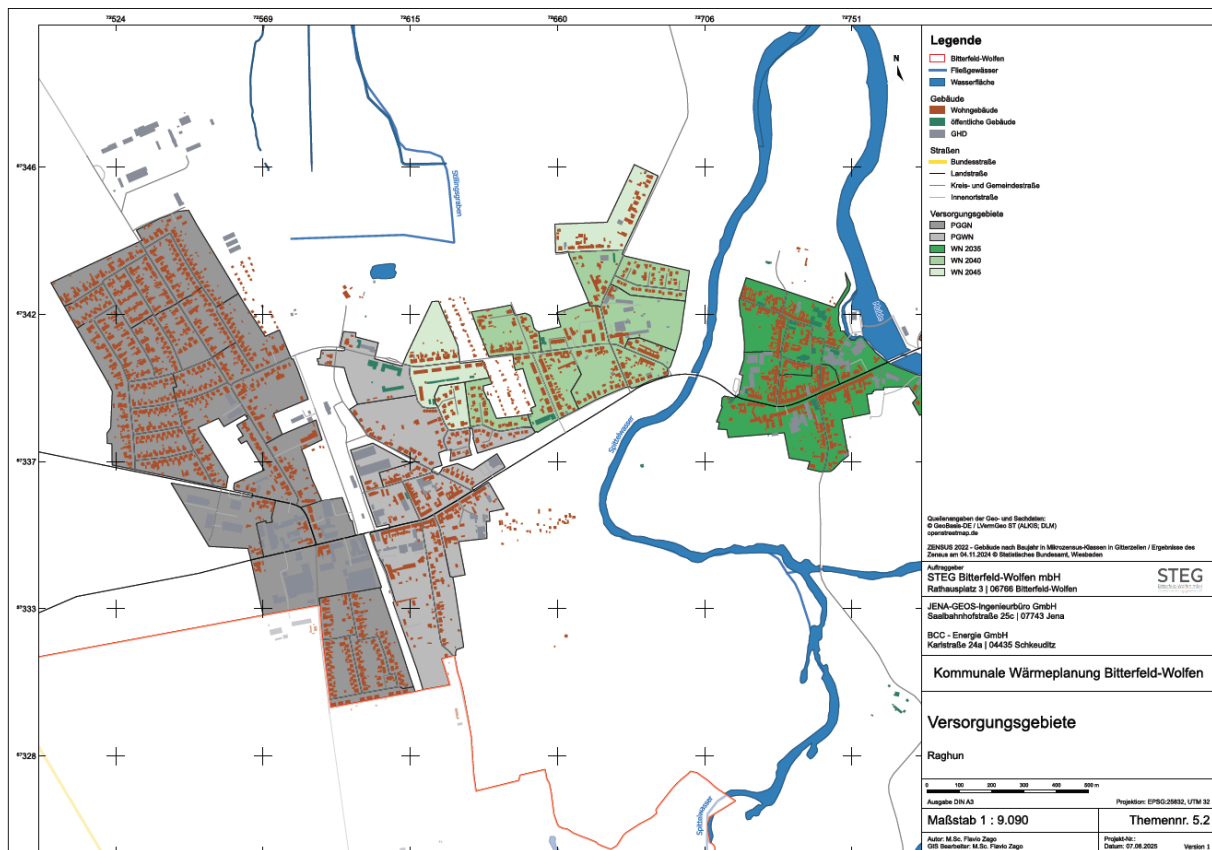 ⁷²524
⁷²569
⁷²615
⁷²660
⁷²706
⁷²751
⁵⁷346
⁵⁷342
⁵⁷337
⁵⁷333
⁵⁷328
N
Stillingsgraben
Spittelwasser
Mulde
Spittelwasser
Legende
Bitterfeld-Wolfen
Fließgewässer
Wasserfläche
Gebäude
Wohngebäude
öffentliche Gebäude
GHD
Straßen
Bundesstraße
Landstraße
Kreis- und Gemeindestraße
Innenortstraße
Versorgungsgebiete
PGGN
PGWN
WN 2035
WN 2040
WN 2045
Quellenangaben der Geo- und Sachdaten:
© GeoBasis-DE / LVermGeo ST (ALKIS; DLM)
openstreetmap.de
ZENSUS 2022 - Gebäude nach Baujahr in Mikrozensus-Klassen in Gitterzellen / Ergebnisse des
Zensus am 04.11.2024 © Statistisches Bundesamt, Wiesbaden
Auftraggeber
STEG Bitterfeld-Wolfen mbH
Rathausplatz 3 | 06766 Bitterfeld-Wolfen
STEG
JENA-GEOS-Ingenieurbüro GmbH
Saalbahnhofstraße 25c | 07743 Jena
BCC - Energie GmbH
Karlstraße 24a | 04435 Schkeuditz
Kommunale Wärmeplanung Bitterfeld-Wolfen
Versorgungsgebiete
Raghun
0 100 200 300 400 500 m
Ausgabe DIN A3 Projektion: EPSG:25832, UTM 32
Maßstab 1 : 9.090 Themennr. 5.2
Autor: M.Sc. Flavio Zago Projekt-Nr.:
GIS Bearbeiter: M.Sc. Flavio Zago Datum: 07.08.2025 Version 1